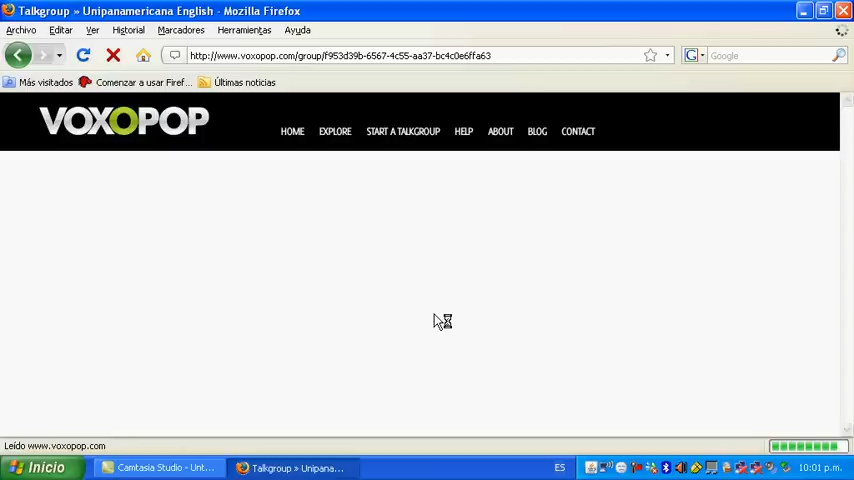 Talkgroup » Unipanamericana English - Mozilla Firefox
Archivo Editar Ver Historial Marcadores Herramientas Ayuda
http://www.voxopop.com/group/f953d39b-6567-4c55-aa37-bc4c0e6ffa63 G Google
Más visitados Comenzar a usar Firef... Últimas noticias
VOXOPOP
HOME EXPLORE START A TALKGROUP HELP ABOUT BLOG CONTACT
Leído www.voxopop.com
Inicio Camtasia Studio - Unt... Talkgroup » Unipana... ES 10:01 p.m.